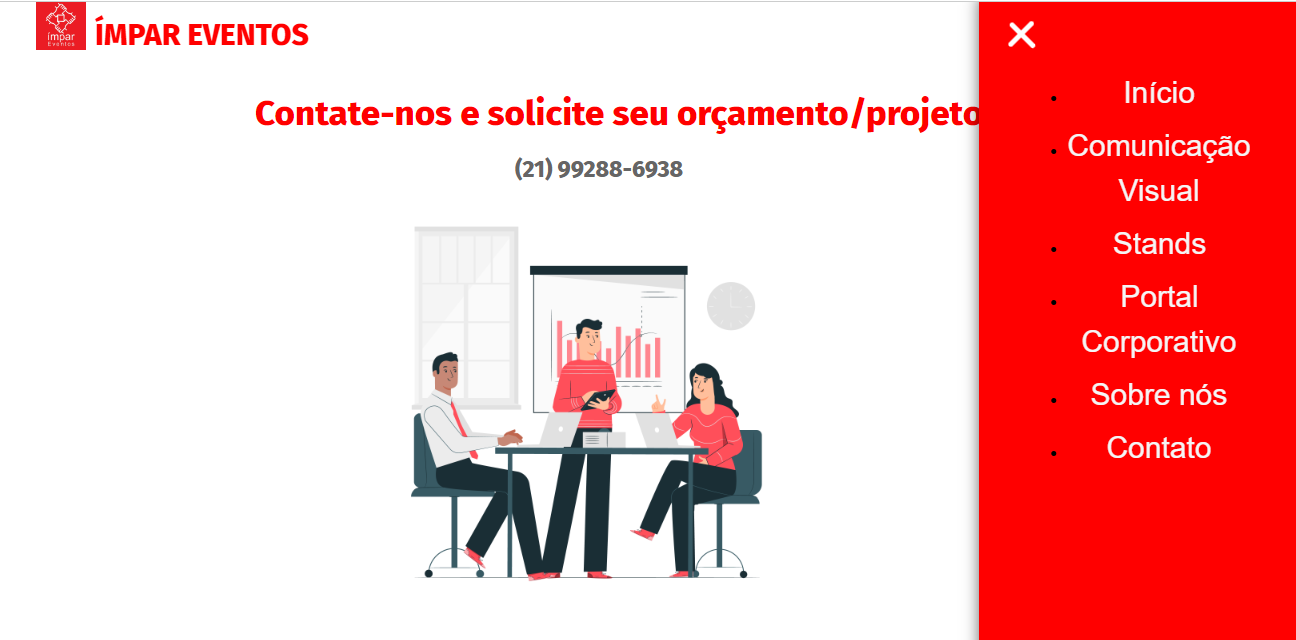 ímpar
Eventos
ÍMPAR EVENTOS
Contate-nos e solicite seu orçamento/projeto
(21) 99288-6938
Início
Comunicação
Visual
Stands
Portal
Corporativo
Sobre nós
Contato